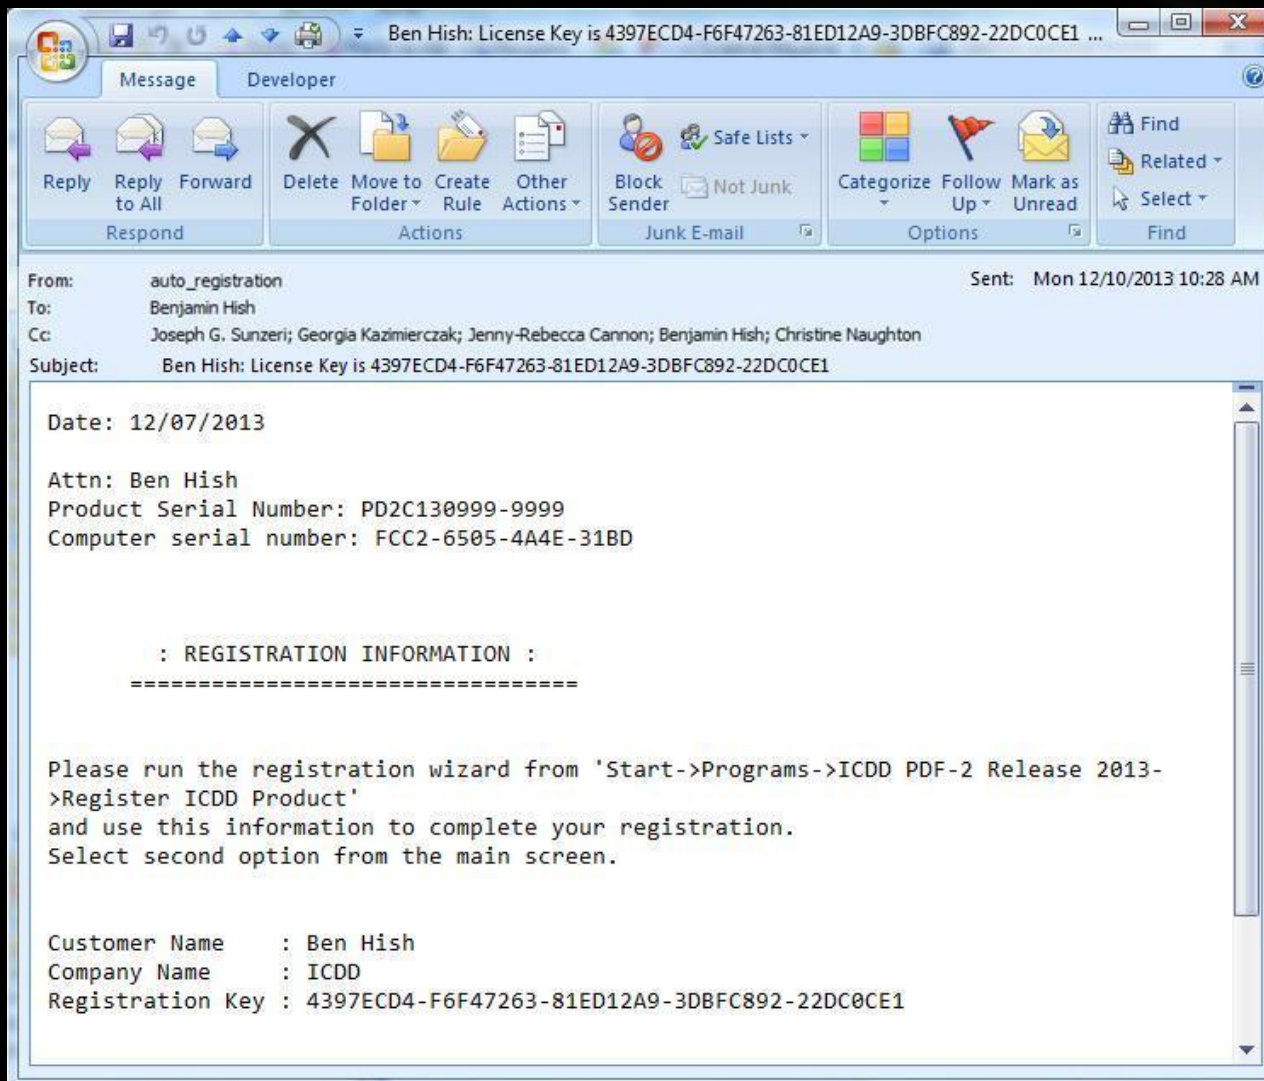 Ben Hish: License Key is 4397ECD4-F6F47263-81ED12A9-3DBFC892-22DC0CE1 ...
Message Developer
Reply Reply to All Forward
Respond
Delete Move to Folder Create Rule Other Actions
Actions
Block Sender Safe Lists Not Junk
Junk E-mail
Categorize Follow Up Mark as Unread
Options
Find
Related
Select
Find
From: auto_registration Sent: Mon 12/10/2013 10:28 AM
To: Benjamin Hish
Cc: Joseph G. Sunzeri; Georgia Kazimierczak; Jenny-Rebecca Cannon; Benjamin Hish; Christine Naughton
Subject: Ben Hish: License Key is 4397ECD4-F6F47263-81ED12A9-3DBFC892-22DC0CE1
Date: 12/07/2013
Attn: Ben Hish
Product Serial Number: PD2C130999-9999
Computer serial number: FCC2-6505-4A4E-31BD
: REGISTRATION INFORMATION :
=================================
Please run the registration wizard from 'Start->Programs->ICDD PDF-2 Release 2013-
>Register ICDD Product'
and use this information to complete your registration.
Select second option from the main screen.
Customer Name : Ben Hish
Company Name : ICDD
Registration Key : 4397ECD4-F6F47263-81ED12A9-3DBFC892-22DC0CE1